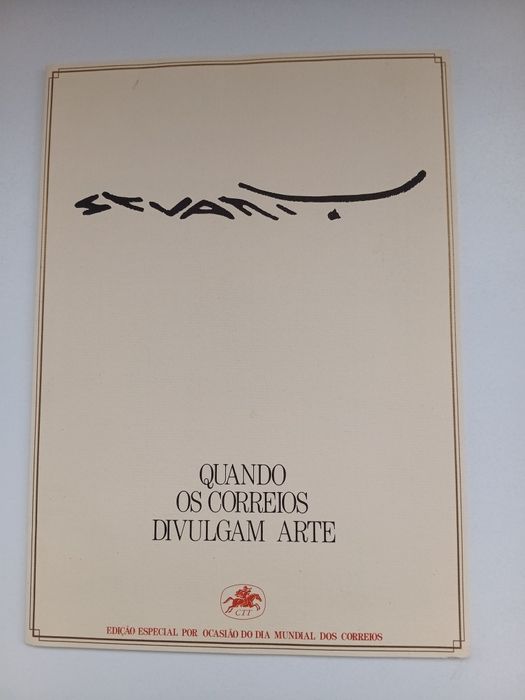 STUART
QUANDO
OS CORREIOS
DIVULGAM ARTE
CTT
EDIÇÃO ESPECIAL POR OCASIÃO DO DIA MUNDIAL DOS CORREIOS